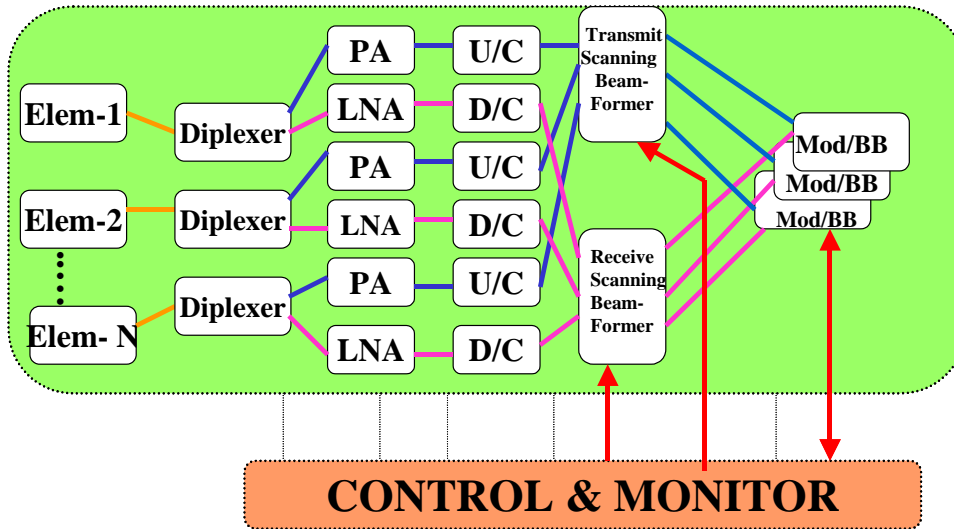 Elem-1
Elem-2
Elem- N
Diplexer
Diplexer
Diplexer
PA
LNA
PA
LNA
PA
LNA
U/C
D/C
U/C
D/C
U/C
D/C
Transmit
Scanning
Beam-
Former
Receive
Scanning
Beam-
Former
Mod/BB
Mod/BB
Mod/BB
CONTROL & MONITOR